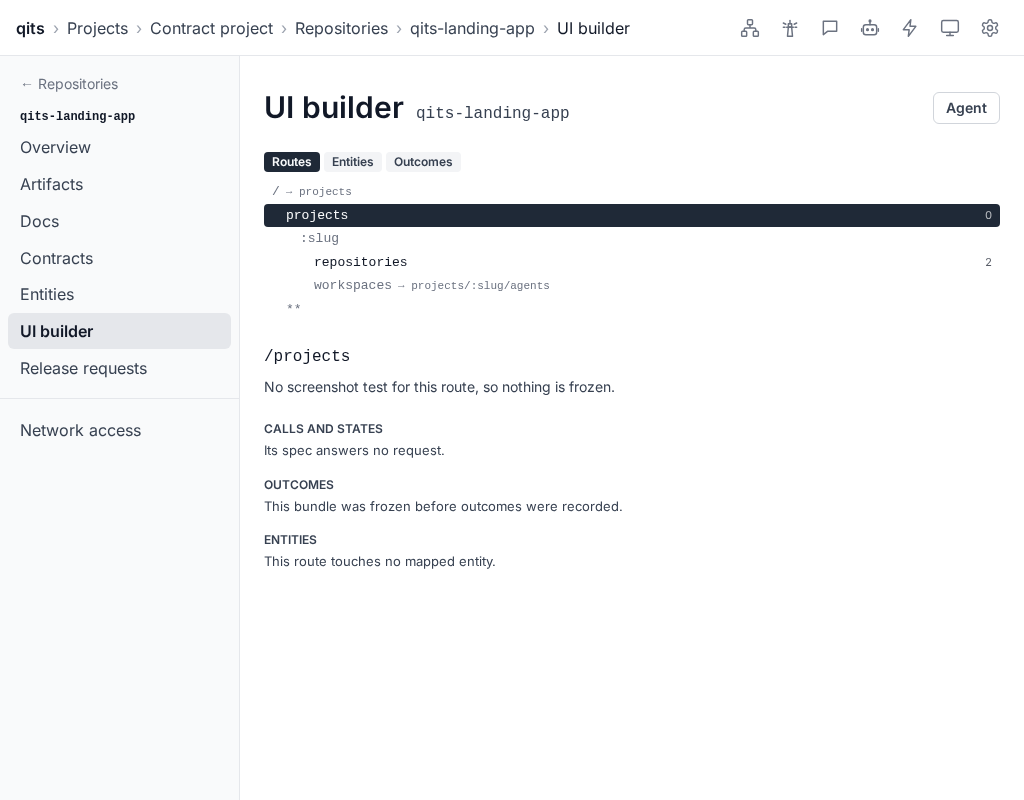 qits › Projects › Contract project › Repositories › qits-landing-app › UI builder
← Repositories
qits-landing-app
Overview
Artifacts
Docs
Contracts
Entities
UI builder
Release requests
Network access
UI builder qits-landing-app
Agent
Routes Entities Outcomes
/ → projects
projects 0
:slug
repositories 2
workspaces → projects/:slug/agents
**
/projects
No screenshot test for this route, so nothing is frozen.
CALLS AND STATES
Its spec answers no request.
OUTCOMES
This bundle was frozen before outcomes were recorded.
ENTITIES
This route touches no mapped entity.